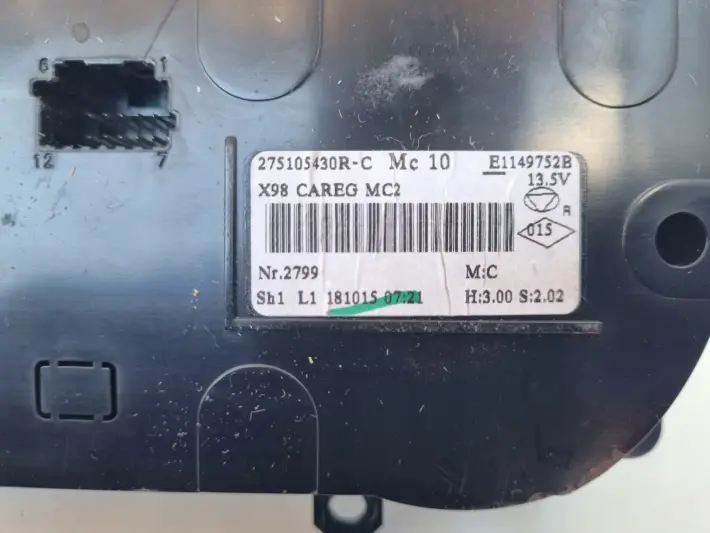 6 1
12 7
275105430R-C Mc 10 E1149752B
X98 CAREG MC2 13.5V
R
015
Nr.2799 M:C
Sh1 L1 181015 07:21 H:3.00 S:2.02